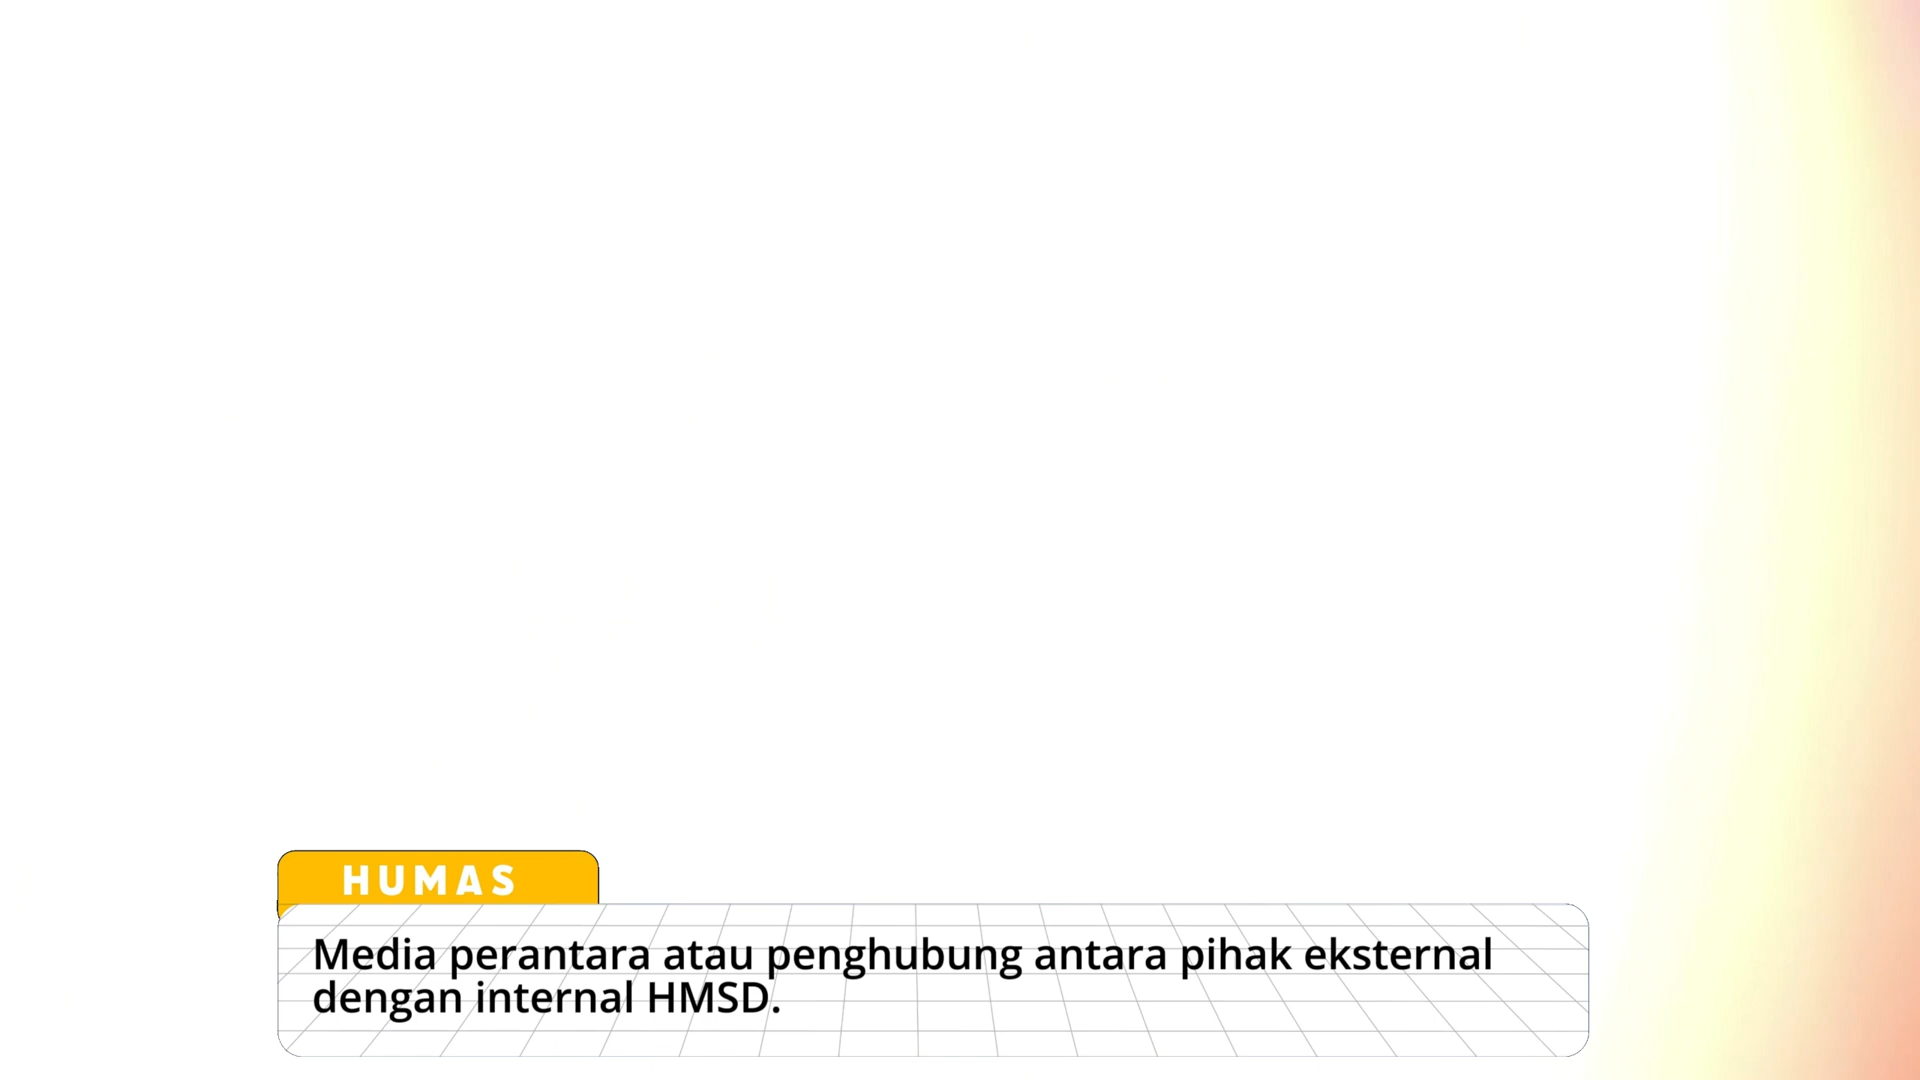 HUMAS
Media perantara atau penghubung antara pihak eksternal
dengan internal HMSD.